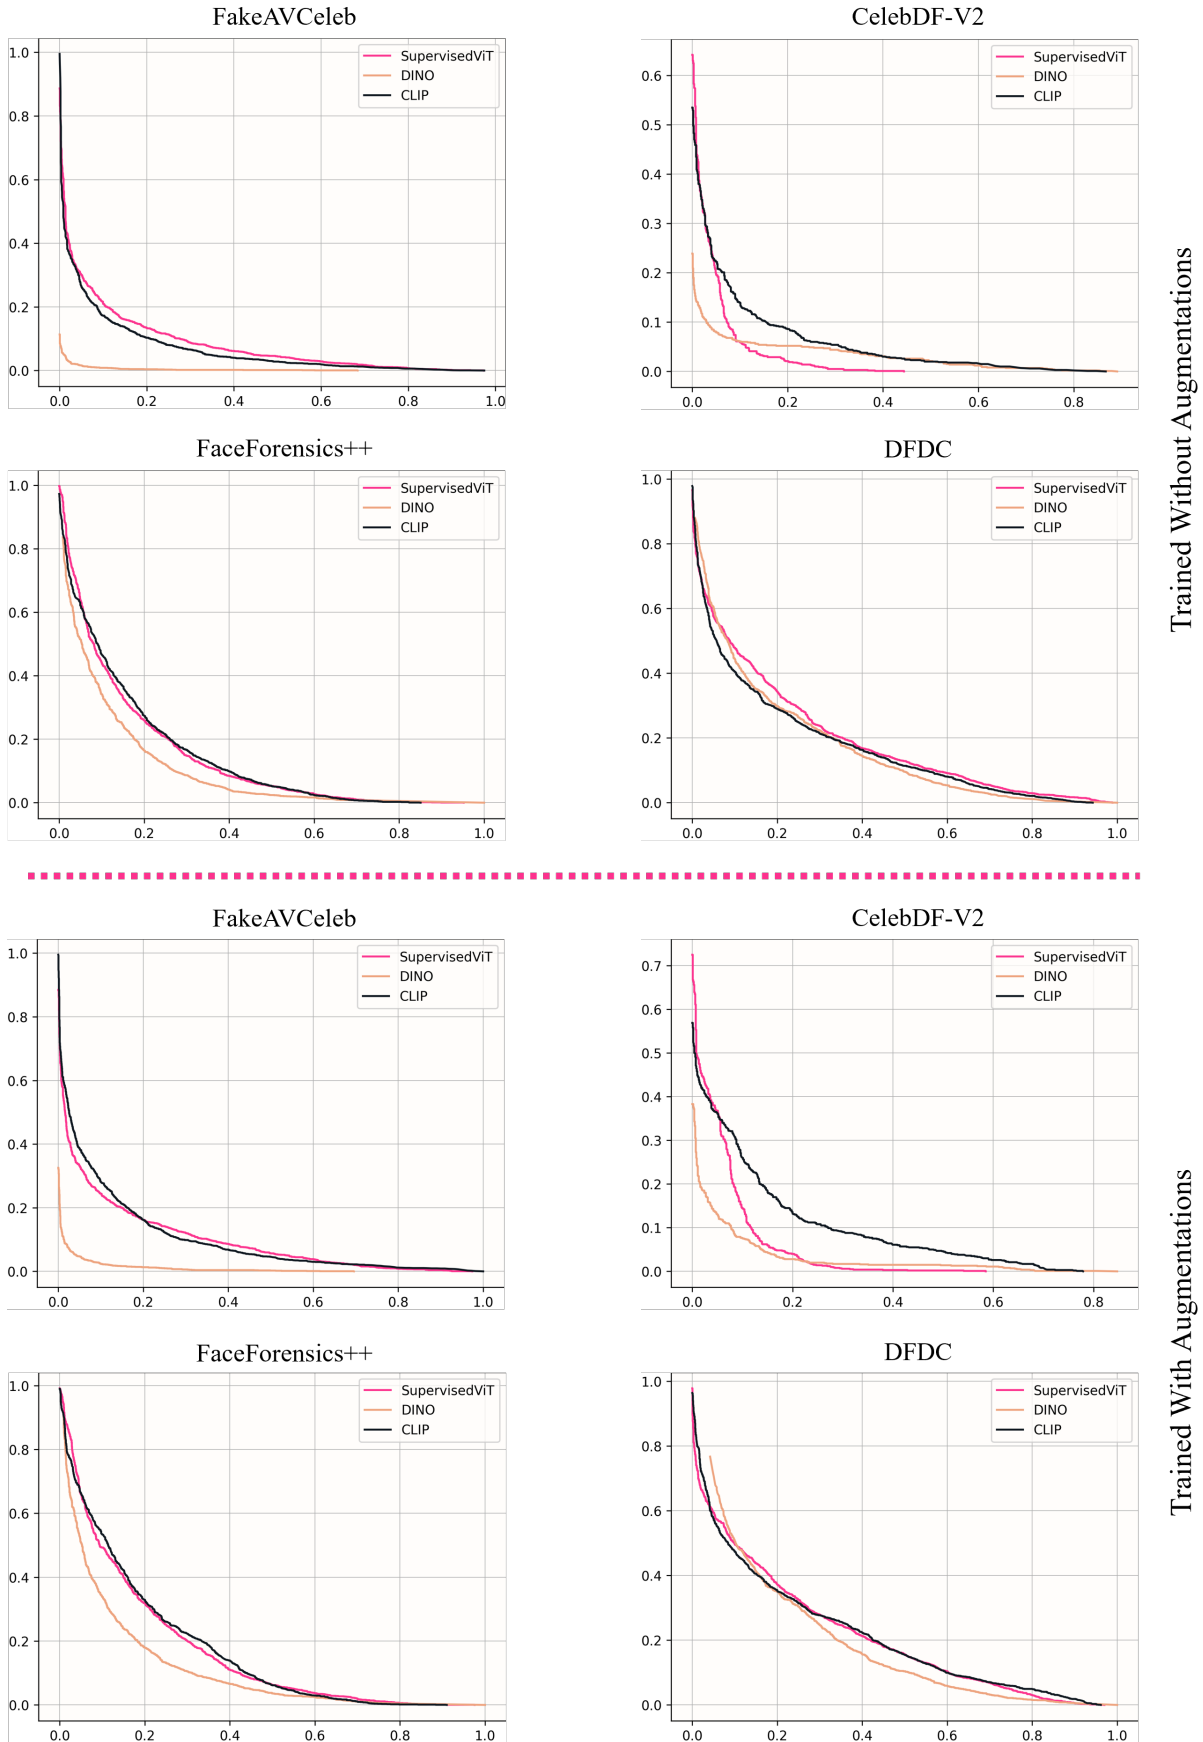 FakeAVCeleb
1.0
0.8
0.6
0.4
0.2
0.0
0.0 0.2 0.4 0.6 0.8 1.0
SupervisedViT
DINO
CLIP
CelebDF-V2
0.6
0.5
0.4
0.3
0.2
0.1
0.0
0.0 0.2 0.4 0.6 0.8
SupervisedViT
DINO
CLIP
FaceForensics++
1.0
0.8
0.6
0.4
0.2
0.0
0.0 0.2 0.4 0.6 0.8 1.0
SupervisedViT
DINO
CLIP
DFDC
1.0
0.8
0.6
0.4
0.2
0.0
0.0 0.2 0.4 0.6 0.8 1.0
SupervisedViT
DINO
CLIP
Trained Without Augmentations
FakeAVCeleb
1.0
0.8
0.6
0.4
0.2
0.0
0.0 0.2 0.4 0.6 0.8 1.0
SupervisedViT
DINO
CLIP
CelebDF-V2
0.7
0.6
0.5
0.4
0.3
0.2
0.1
0.0
0.0 0.2 0.4 0.6 0.8
SupervisedViT
DINO
CLIP
FaceForensics++
1.0
0.8
0.6
0.4
0.2
0.0
0.0 0.2 0.4 0.6 0.8 1.0
SupervisedViT
DINO
CLIP
DFDC
1.0
0.8
0.6
0.4
0.2
0.0
0.0 0.2 0.4 0.6 0.8 1.0
SupervisedViT
DINO
CLIP
Trained With Augmentations